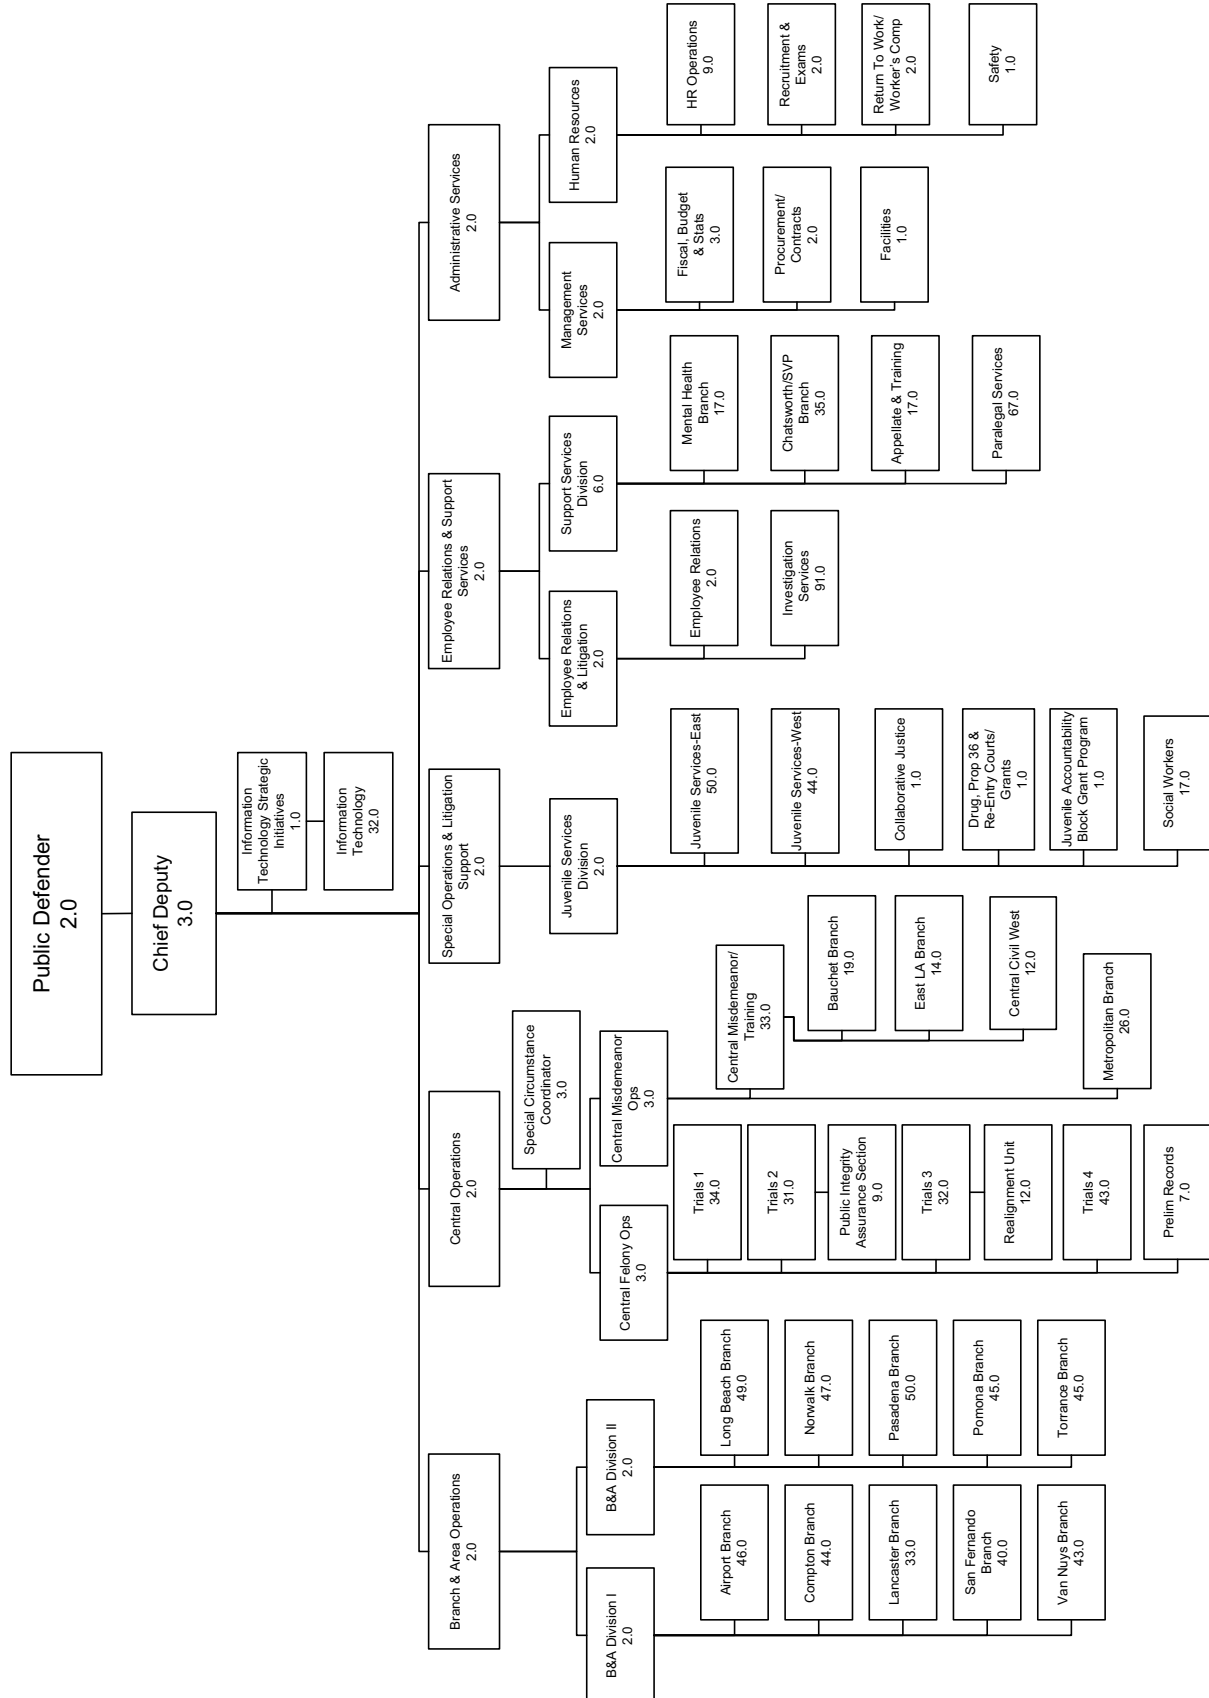 Public Defender
2.0
Chief Deputy
3.0
Information
Technology Strategic
Initiatives
1.0
Information
Technology
32.0
Branch & Area Operations
2.0
B&A Division I
2.0
Airport Branch
46.0
Compton Branch
44.0
Lancaster Branch
33.0
San Fernando
Branch
40.0
Van Nuys Branch
43.0
B&A Division II
2.0
Long Beach Branch
49.0
Norwalk Branch
47.0
Pasadena Branch
50.0
Pomona Branch
45.0
Torrance Branch
45.0
Central Operations
2.0
Special Circumstance
Coordinator
3.0
Central Felony Ops
3.0
Trials 1
34.0
Trials 2
31.0
Public Integrity
Assurance Section
9.0
Trials 3
32.0
Realignment Unit
12.0
Trials 4
43.0
Prelim Records
7.0
Central Misdemeanor
Ops
3.0
Central Misdemeanor/
Training
33.0
Bauchet Branch
19.0
East LA Branch
14.0
Central Civil West
12.0
Metropolitan Branch
26.0
Special Operations & Litigation
Support
2.0
Juvenile Services
Division
2.0
Juvenile Services-East
50.0
Juvenile Services-West
44.0
Collaborative Justice
1.0
Drug, Prop 36 &
Re-Entry Courts/
Grants
1.0
Juvenile Accountability
Block Grant Program
1.0
Social Workers
17.0
Employee Relations & Support
Services
2.0
Employee Relations
& Litigation
2.0
Employee Relations
2.0
Investigation
Services
91.0
Support Services
Division
6.0
Mental Health
Branch
17.0
Chatsworth/SVP
Branch
35.0
Appellate & Training
17.0
Paralegal Services
67.0
Administrative Services
2.0
Management
Services
2.0
Fiscal, Budget
& Stats
3.0
Procurement/
Contracts
2.0
Facilities
1.0
Human Resources
2.0
HR Operations
9.0
Recruitment &
Exams
2.0
Return To Work/
Worker's Comp
2.0
Safety
1.0